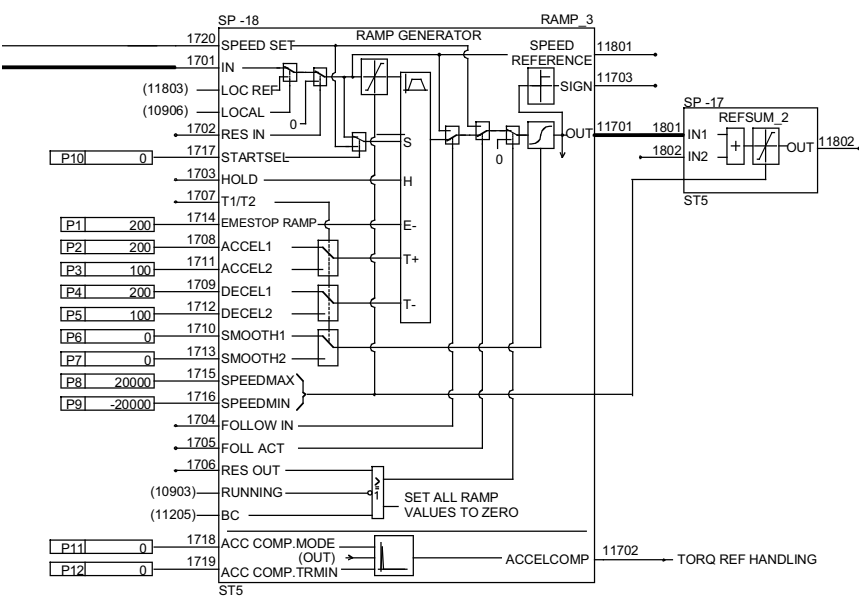 SP -18 RAMP_3
RAMP GENERATOR
1720 SPEED SET SPEED REFERENCE 11801
1701 IN
(11803) LOC REF SIGN 11703
(10906) LOCAL
1702 RES IN 0
1717 STARTSEL
P10 0
S
0
OUT 11701
SP -17
REFSUM_2
1801 IN1
1802 IN2
+
OUT 11802
ST5
1703 HOLD H
1707 T1/T2
P1 200 1714 EMESTOP RAMP E-
P2 200 1708 ACCEL1
T+
P3 100 1711 ACCEL2
P4 200 1709 DECEL1
T-
P5 100 1712 DECEL2
P6 0 1710 SMOOTH1
P7 0 1713 SMOOTH2
P8 20000 1715 SPEEDMAX
P9 -20000 1716 SPEEDMIN
1704 FOLLOW IN
1705 FOLL ACT
1706 RES OUT
(10903) RUNNING
(11205) BC
>
1
SET ALL RAMP
VALUES TO ZERO
P11 0 1718 ACC COMP.MODE
(OUT)
P12 0 1719 ACC COMP.TRMIN
ACCELCOMP 11702 TORQ REF HANDLING
ST5